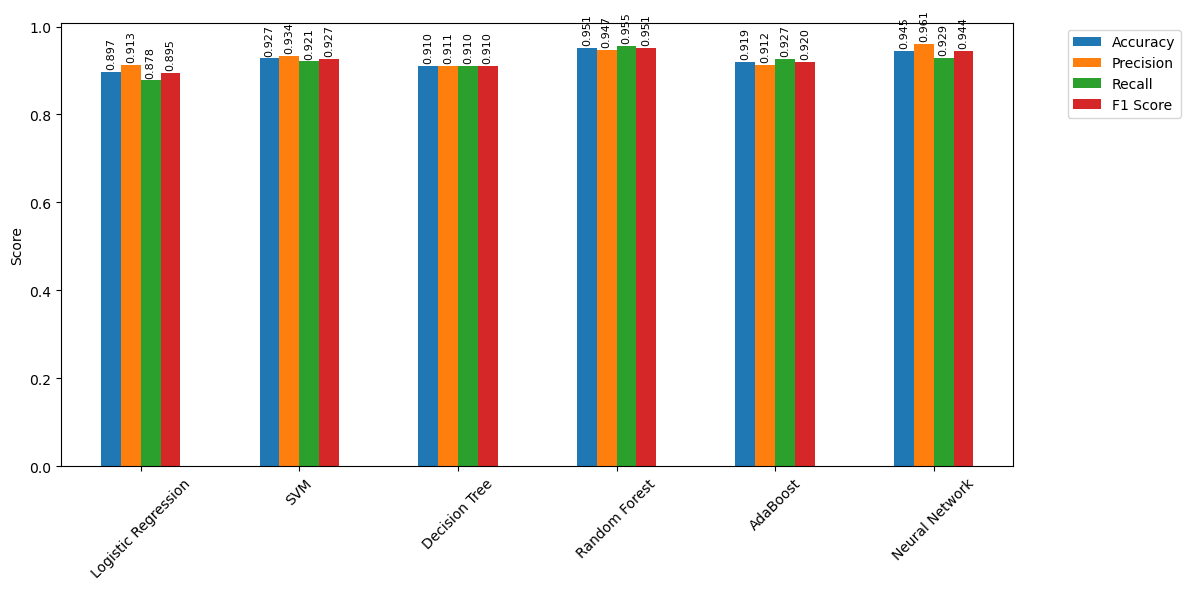 1.0
0.8
0.6
0.4
0.2
0.0
Score
0.897 0.913 0.878 0.895
0.927 0.934 0.921 0.927
0.910 0.911 0.910 0.910
0.951 0.947 0.955 0.951
0.919 0.912 0.927 0.920
0.945 0.961 0.929 0.944
Accuracy
Precision
Recall
F1 Score
Logistic Regression
SVM
Decision Tree
Random Forest
AdaBoost
Neural Network